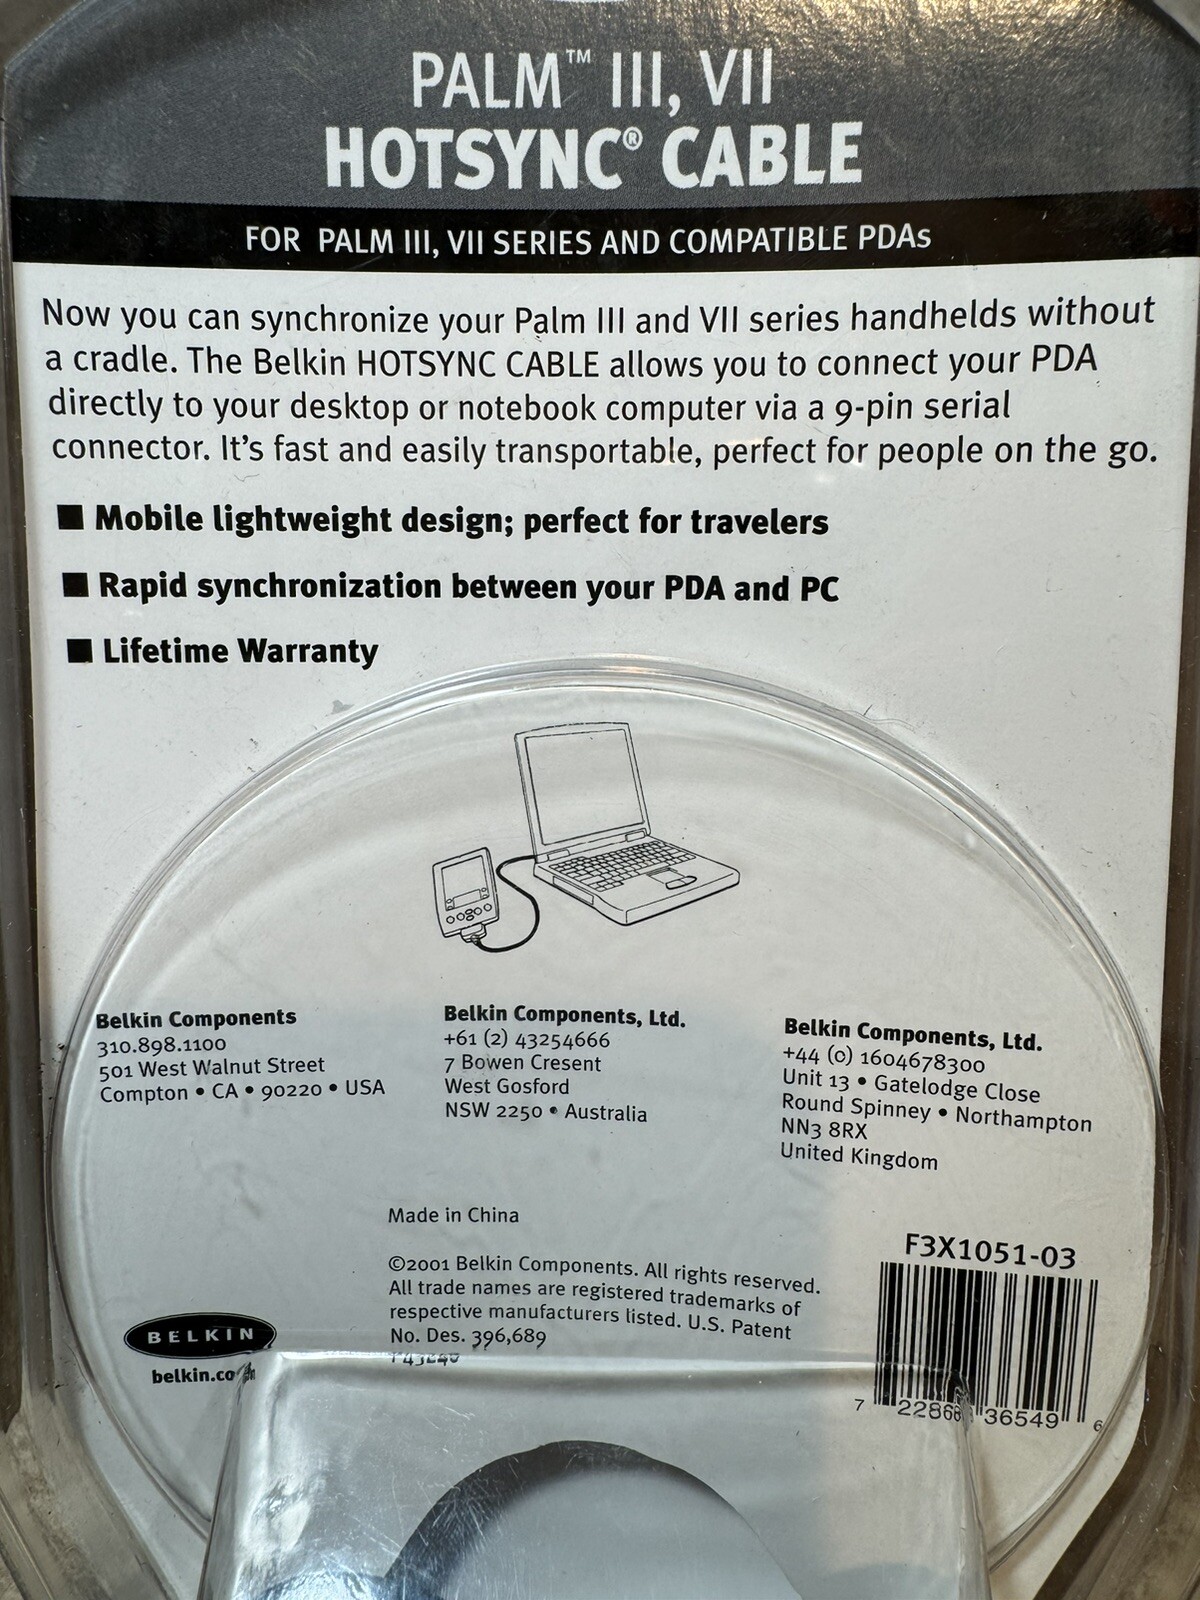 PALM™ III, VII
HOTSYNC® CABLE
FOR PALM III, VII SERIES AND COMPATIBLE PDAs
Now you can synchronize your Palm III and VII series handhelds without
a cradle. The Belkin HOTSYNC CABLE allows you to connect your PDA
directly to your desktop or notebook computer via a 9-pin serial
connector. It's fast and easily transportable, perfect for people on the go.
■ Mobile lightweight design; perfect for travelers
■ Rapid synchronization between your PDA and PC
■ Lifetime Warranty
Belkin Components
310.898.1100
501 West Walnut Street
Compton • CA • 90220 • USA
Belkin Components, Ltd.
+61 (2) 43254666
7 Bowen Cresent
West Gosford
NSW 2250 • Australia
Belkin Components, Ltd.
+44 (0) 1604678300
Unit 13 • Gatelodge Close
Round Spinney • Northampton
NN3 8RX
United Kingdom
Made in China
©2001 Belkin Components. All rights reserved.
All trade names are registered trademarks of
respective manufacturers listed. U.S. Patent
No. Des. 396,689
BELKIN
belkin.com
F3X1051-03
7 22868 36549 6